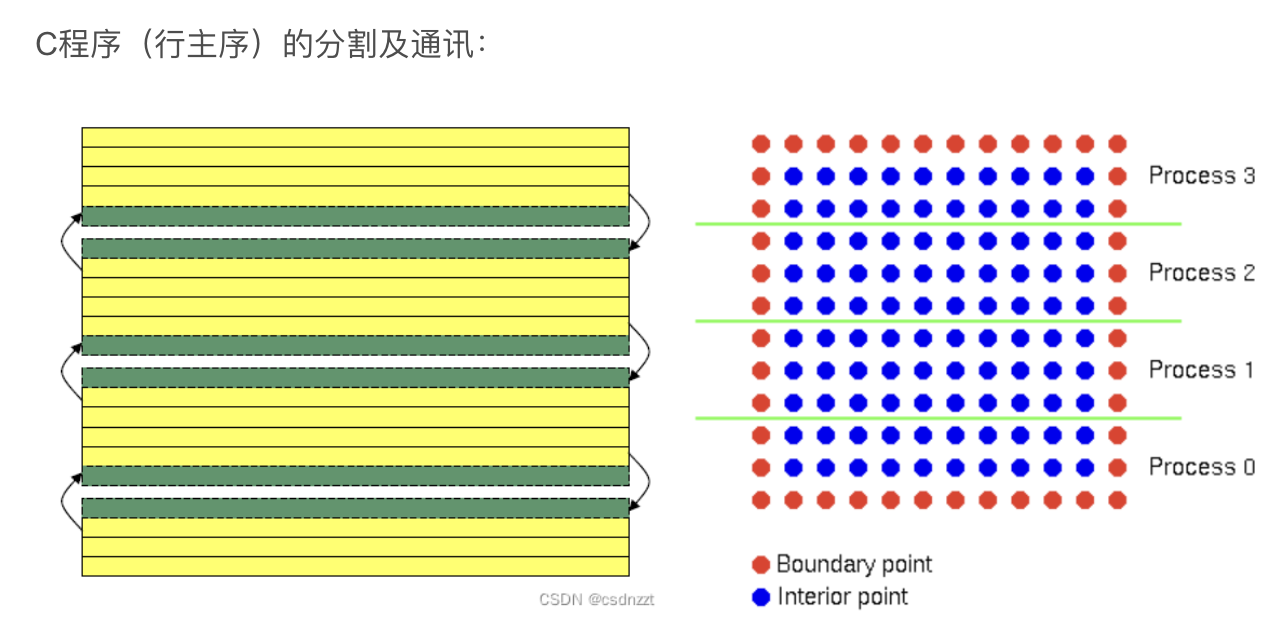 C程序（行主序）的分割及通讯：
Process 3
Process 2
Process 1
Process 0
Boundary point
Interior point
CSDN @csdnzzt